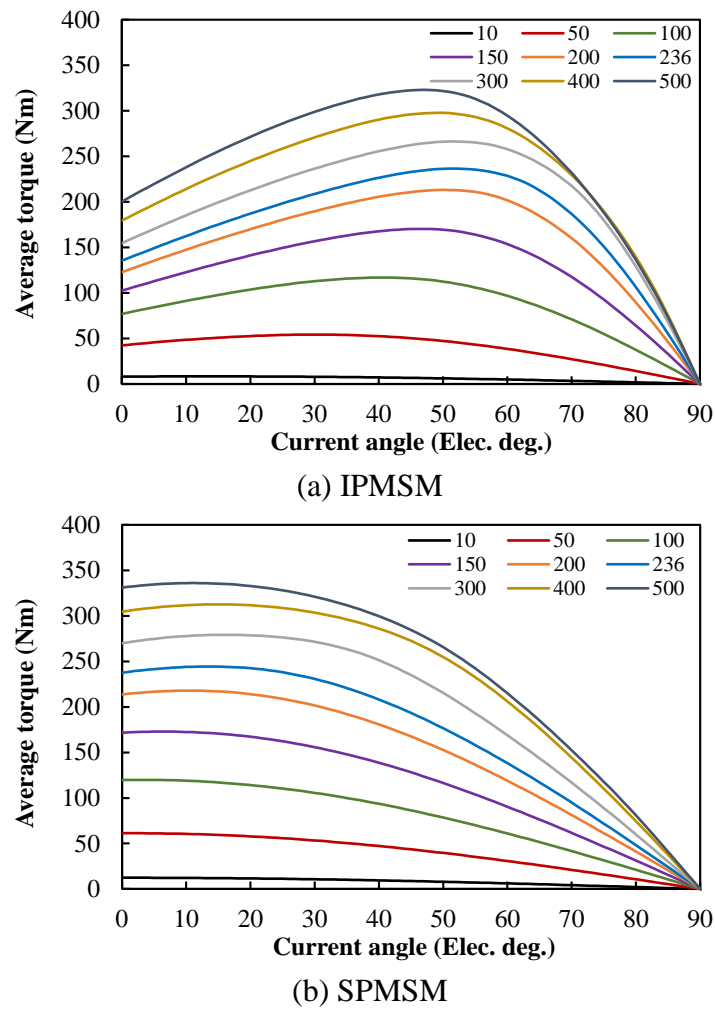 400
10 50 100
350
150 200 236
300 400 500
300
250
200
150
100
50
0
Average torque (Nm)
0 10 20 30 40 50 60 70 80 90
Current angle (Elec. deg.)
(a) IPMSM
400
10 50 100
350
150 200 236
300 400 500
300
250
200
150
100
50
0
Average torque (Nm)
0 10 20 30 40 50 60 70 80 90
Current angle (Elec. deg.)
(b) SPMSM